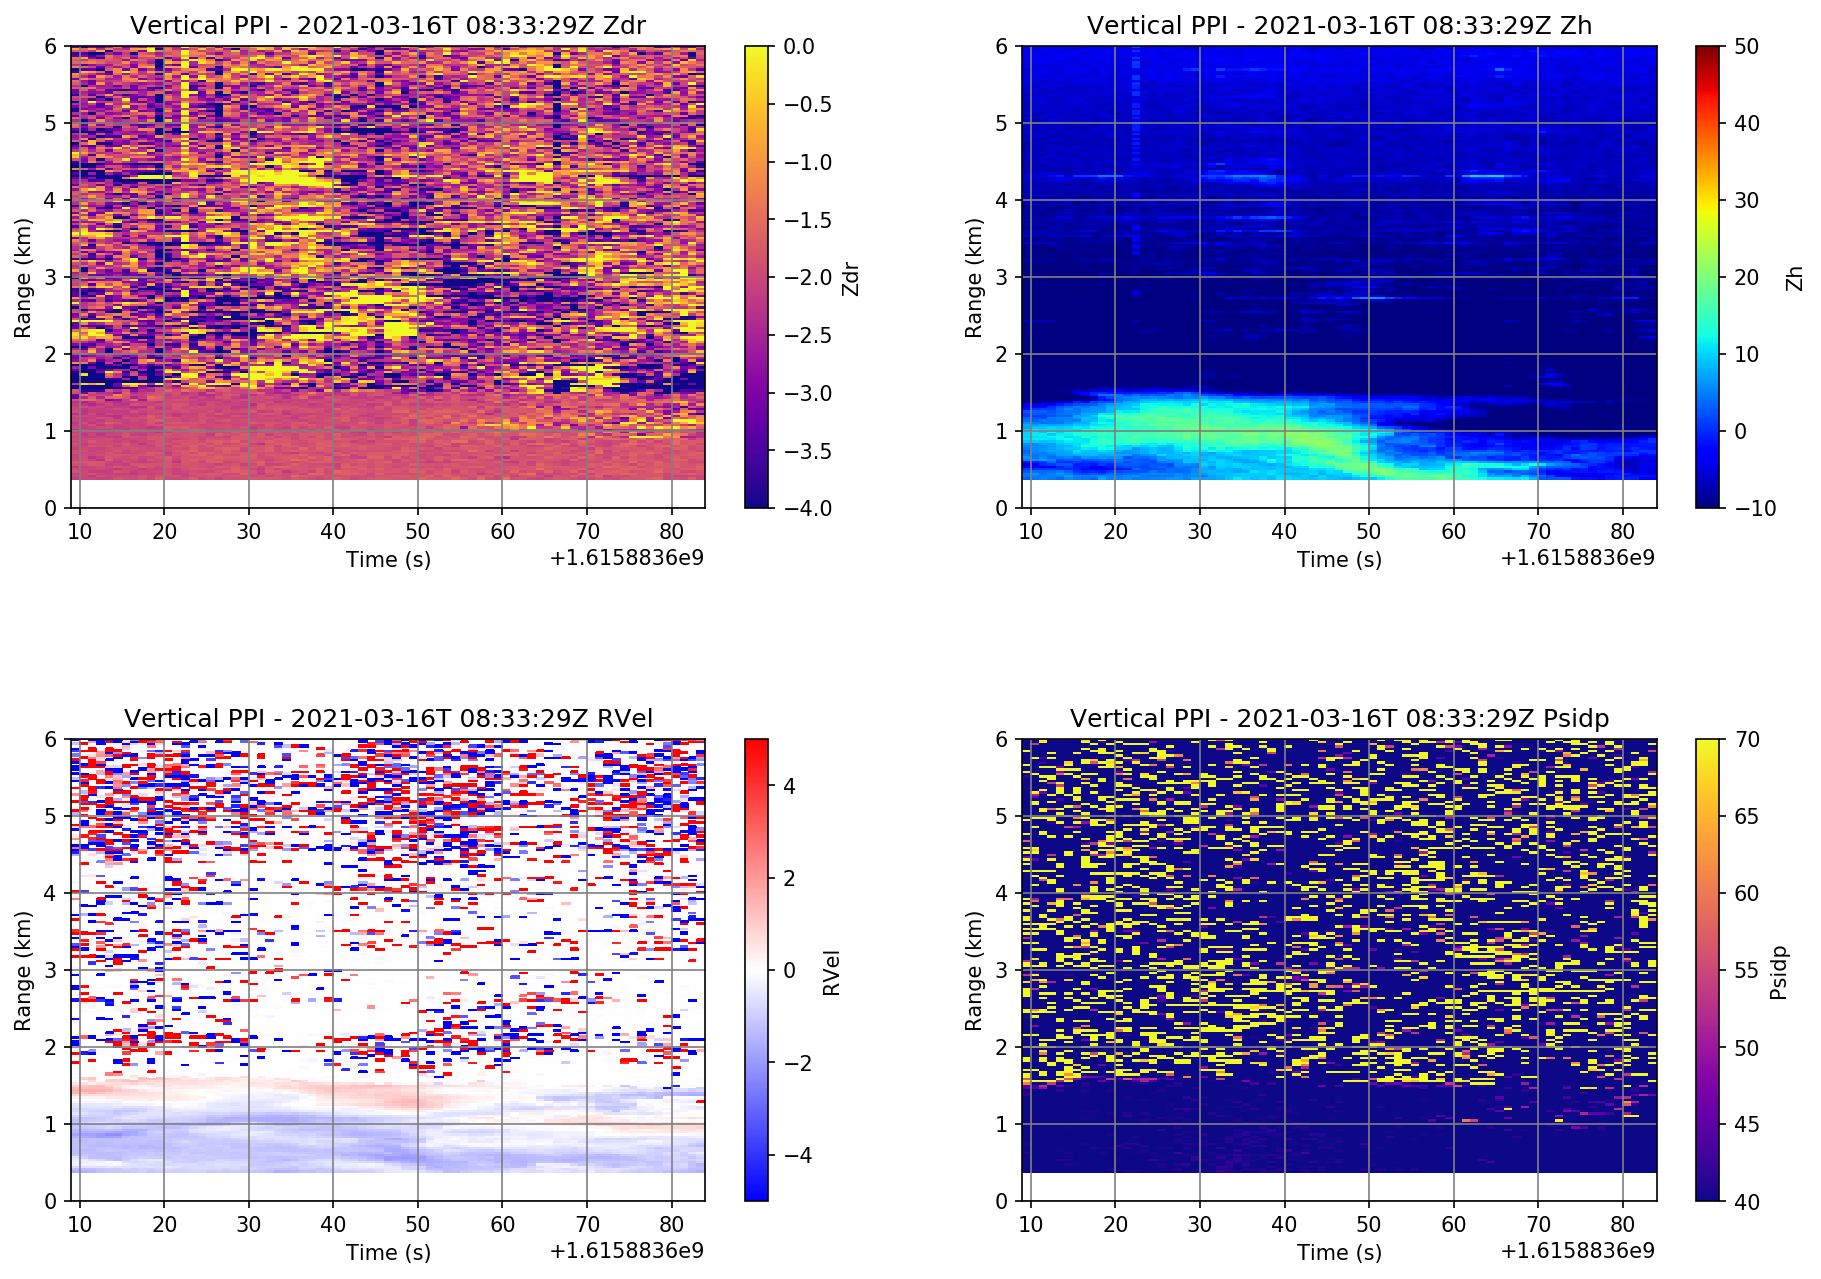 Vertical PPI - 2021-03-16T 08:33:29Z Zdr
6
5
4
3
2
1
0
Range (km)
10 20 30 40 50 60 70 80
Time (s)
+1.6158836e9
0.0
−0.5
−1.0
−1.5
−2.0
−2.5
−3.0
−3.5
−4.0
Zdr
Vertical PPI - 2021-03-16T 08:33:29Z Zh
6
5
4
3
2
1
0
Range (km)
10 20 30 40 50 60 70 80
Time (s)
+1.6158836e9
50
40
30
20
10
0
−10
Zh
Vertical PPI - 2021-03-16T 08:33:29Z RVel
6
5
4
3
2
1
0
Range (km)
10 20 30 40 50 60 70 80
Time (s)
+1.6158836e9
4
2
0
−2
−4
RVel
Vertical PPI - 2021-03-16T 08:33:29Z Psidp
6
5
4
3
2
1
0
Range (km)
10 20 30 40 50 60 70 80
Time (s)
+1.6158836e9
70
65
60
55
50
45
40
Psidp